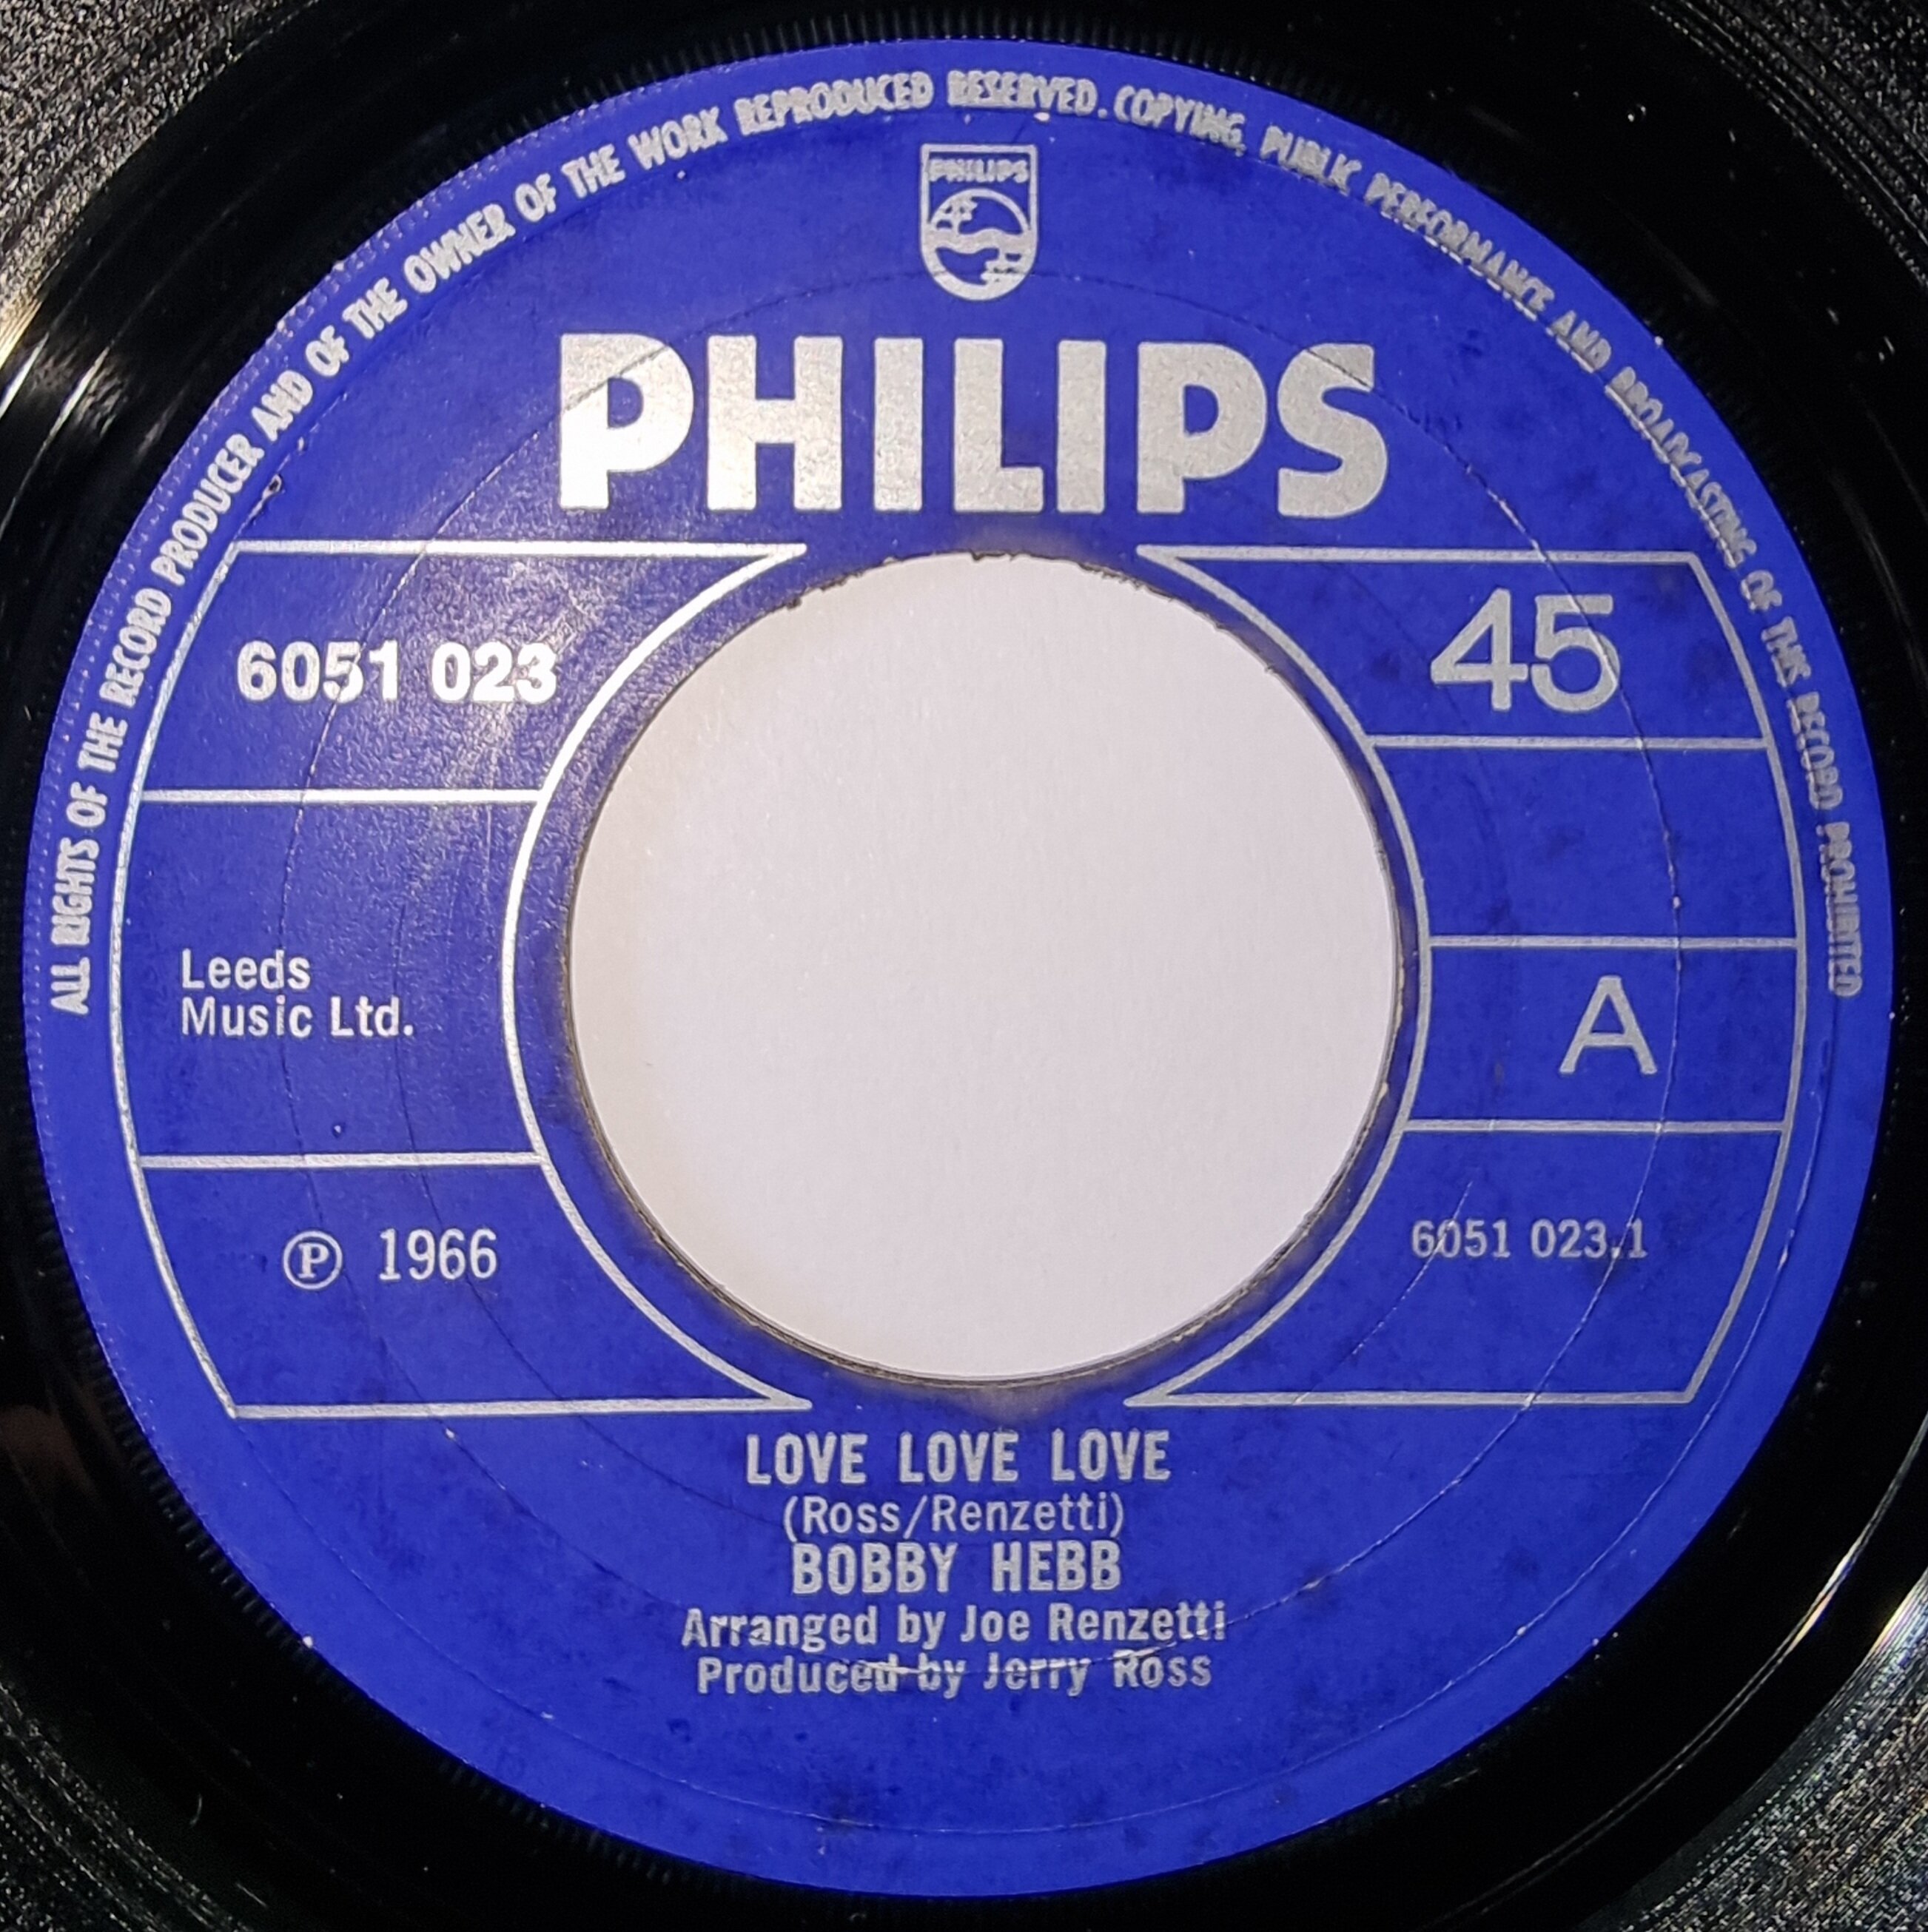 ALL RIGHTS OF THE RECORD PRODUCER AND OF THE OWNER OF THE WORK REPRODUCED RESERVED. COPYING, PUBLIC PERFORMANCE AND BROADCASTING OF THIS RECORD PROHIBITED
PHILIPS
PHILIPS
6051 023
45
Leeds
Music Ltd.
A
℗ 1966
6051 023.1
LOVE LOVE LOVE
(Ross/Renzetti)
BOBBY HEBB
Arranged by Joe Renzetti
Produced by Jerry Ross